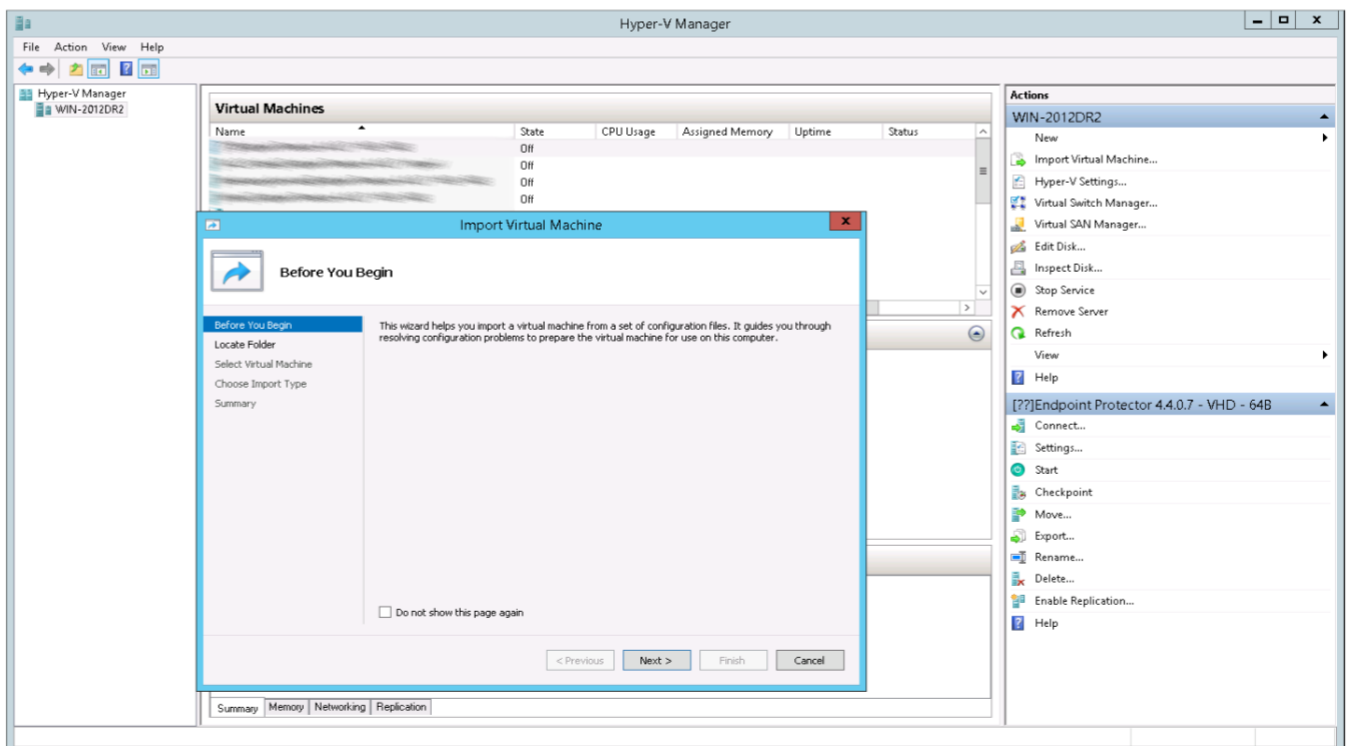 Hyper-V Manager
File Action View Help
Hyper-V Manager
WIN-2012DR2
Virtual Machines
Name State CPU Usage Assigned Memory Uptime Status
Off
Off
Off
Off
Import Virtual Machine
Before You Begin
Before You Begin
Locate Folder
Select Virtual Machine
Choose Import Type
Summary
This wizard helps you import a virtual machine from a set of configuration files. It guides you through
resolving configuration problems to prepare the virtual machine for use on this computer.
Do not show this page again
< Previous Next > Finish Cancel
Summary Memory Networking Replication
Actions
WIN-2012DR2
New
Import Virtual Machine...
Hyper-V Settings...
Virtual Switch Manager...
Virtual SAN Manager...
Edit Disk...
Inspect Disk...
Stop Service
Remove Server
Refresh
View
Help
[??]Endpoint Protector 4.4.0.7 - VHD - 64B
Connect...
Settings...
Start
Checkpoint
Move...
Export...
Rename...
Delete...
Enable Replication...
Help